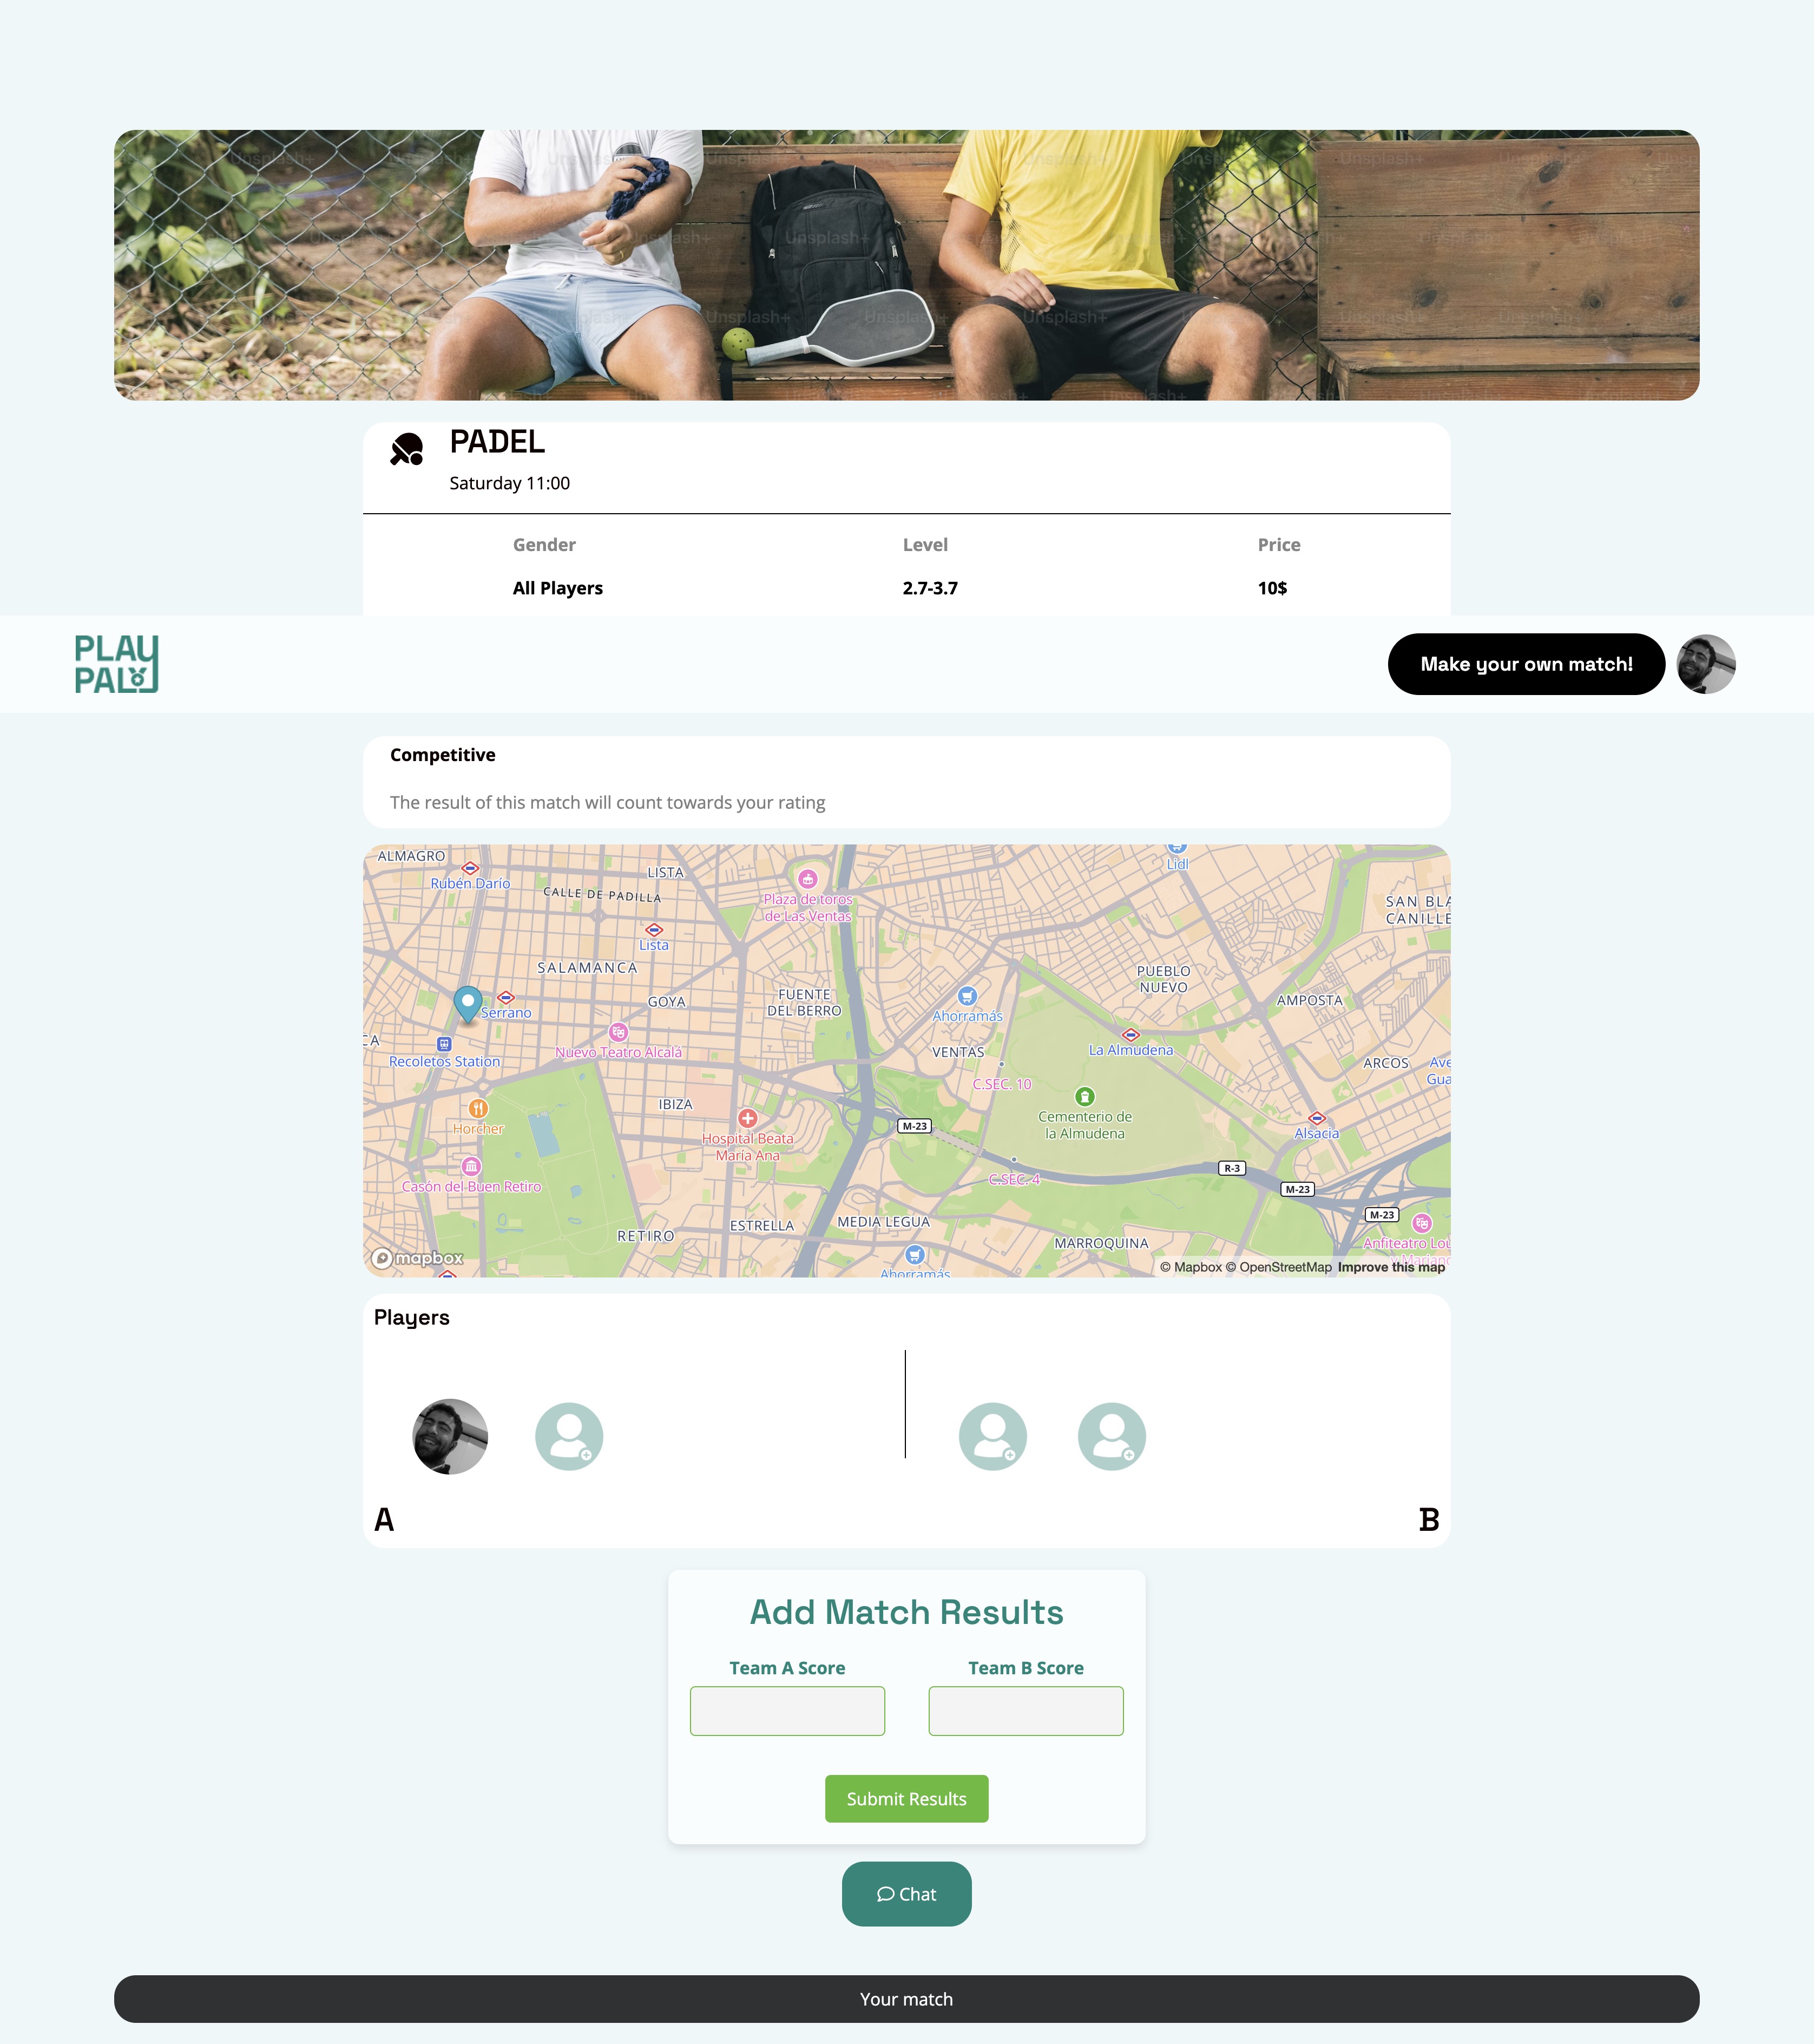 Unsplash+
PADEL
Saturday 11:00
Gender Level Price
All Players 2.7-3.7 10$
PLAY
PAL
Make your own match!
Competitive
The result of this match will count towards your rating
ALMAGRO
Rubén Darío
CALLE DE PADILLA
LISTA
Plaza de toros
de Las Ventas
Lidl
SAN BLA
CANILLE
Lista
SALAMANCA
PUEBLO
NUEVO
Serrano
GOYA
FUENTE
DEL BERRO
Ahorramás
AMPOSTA
CA
Recoletos Station
Nuevo Teatro Alcalá
VENTAS
La Almudena
ARCOS
Ave
Gua
C.SEC. 10
IBIZA
Horcher
Hospital Beata
María Ana
M-23
Cementerio de
la Almudena
Alsacia
Casón del Buen Retiro
C.SEC. 4
R-3
M-23
M-23
RETIRO
ESTRELLA
MEDIA LEGUA
MARROQUINA
Anfiteatro Lou
y Mariano
mapbox
Ahorramás
© Mapbox © OpenStreetMap Improve this map
Players
A B
Add Match Results
Team A Score Team B Score
Submit Results
Chat
Your match